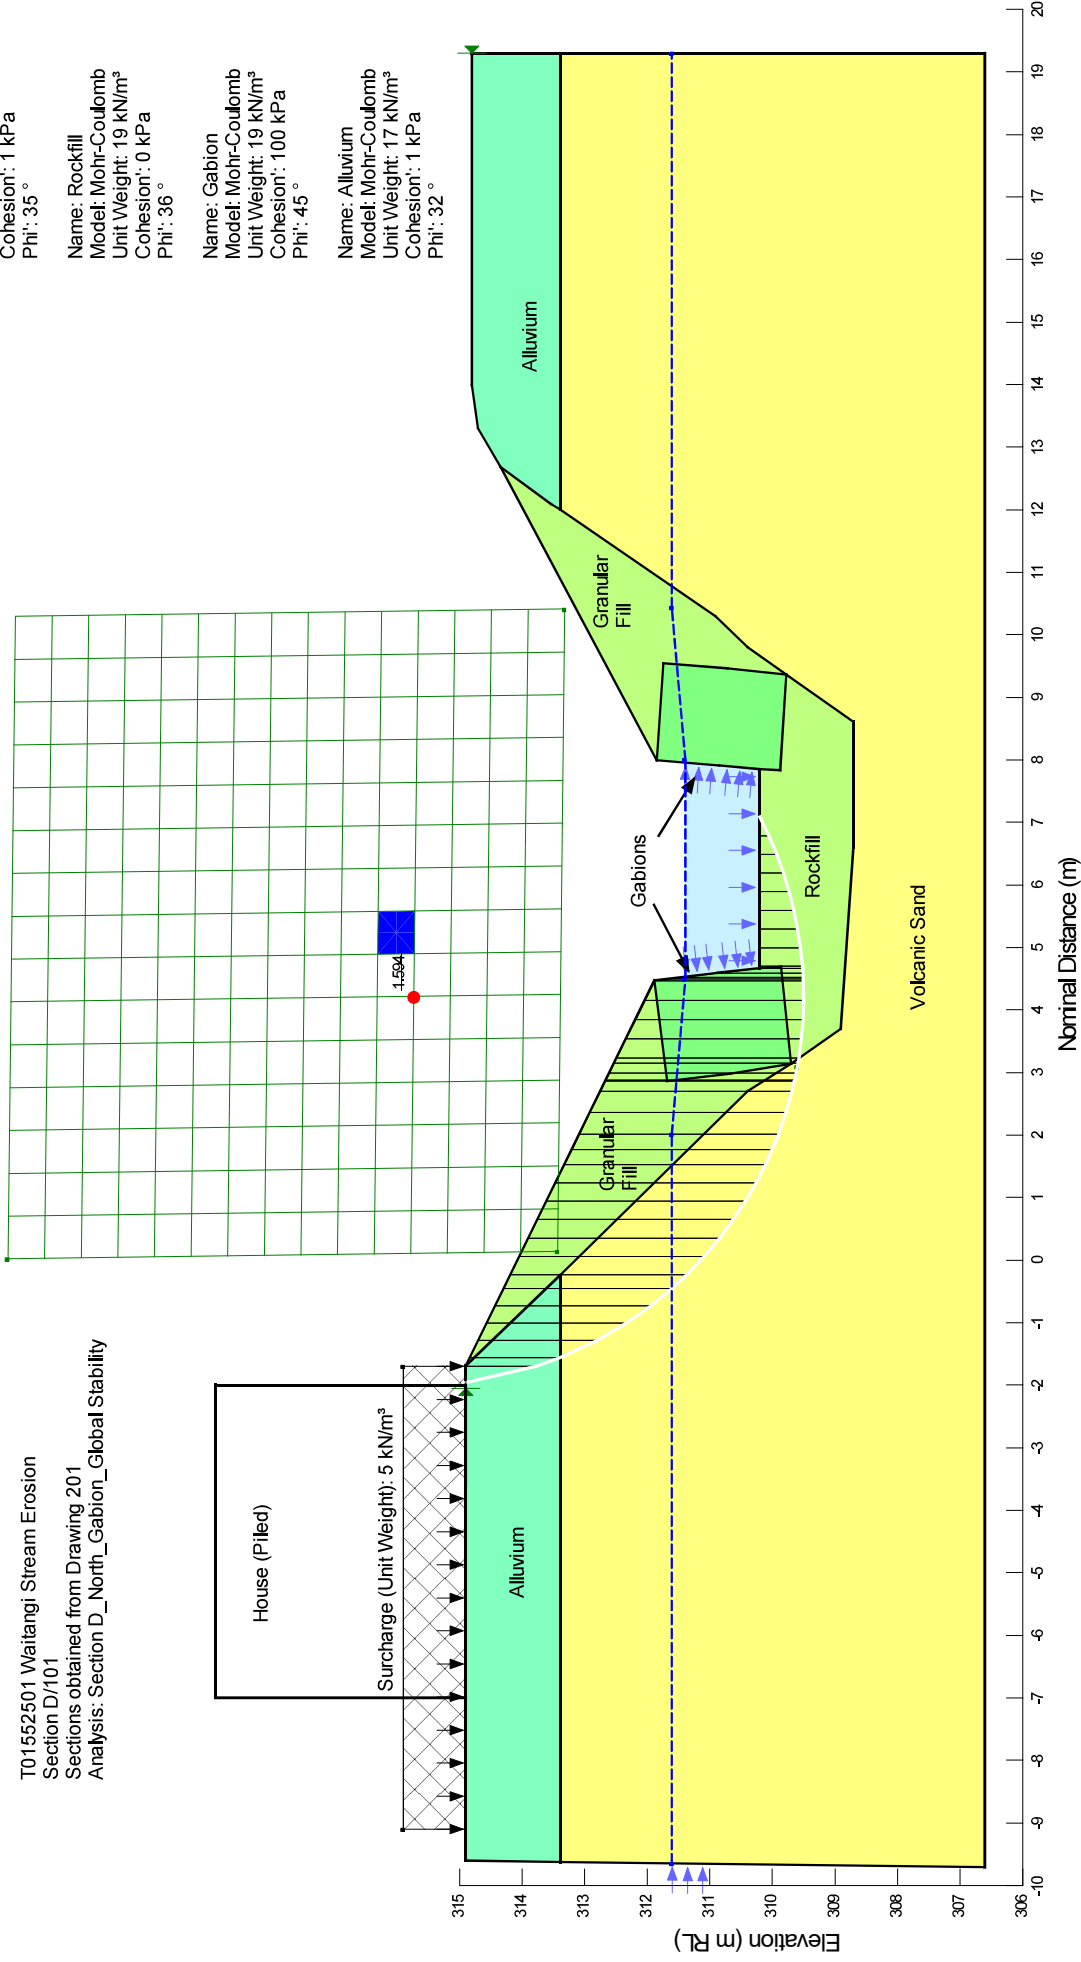 T01552501 Waitangi Stream Erosion
Section D/101
Sections obtained from Drawing 201
Analysis: Section D_North_Gabion_Global Stability
Cohesion': 1 kPa
Phi': 35 °
Name: Rockfill
Model: Mohr-Coulomb
Unit Weight: 19 kN/m³
Cohesion': 0 kPa
Phi': 36 °
Name: Gabion
Model: Mohr-Coulomb
Unit Weight: 19 kN/m³
Cohesion': 100 kPa
Phi': 45 °
Name: Alluvium
Model: Mohr-Coulomb
Unit Weight: 17 kN/m³
Cohesion': 1 kPa
Phi': 32 °
House (Piled)
Surcharge (Unit Weight): 5 kN/m³
1.594
Alluvium
Granular
Fill
Gabions
Granular
Fill
Alluvium
Rockfill
Volcanic Sand
315
314
313
312
311
310
309
308
307
306
Elevation (m RL)
-10 -9 -8 -7 -6 -5 -4 -3 -2 -1 0 1 2 3 4 5 6 7 8 9 10 11 12 13 14 15 16 17 18 19 20
Nominal Distance (m)